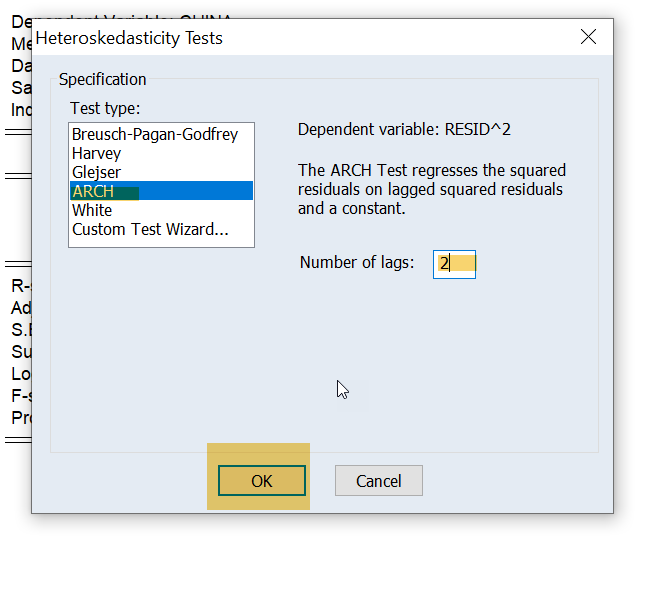 Dependent Variable: CHINA
Me
Heteroskedasticity Tests
Da
Sa
Specification
Inc
Test type:
Breusch-Pagan-Godfrey
Harvey
Glejser
ARCH
White
Custom Test Wizard...
Dependent variable: RESID^2
The ARCH Test regresses the squared
residuals on lagged squared residuals
and a constant.
Number of lags: 2
R-s
Ad
S.E
Su
Lo
F-s
Pro
OK
Cancel